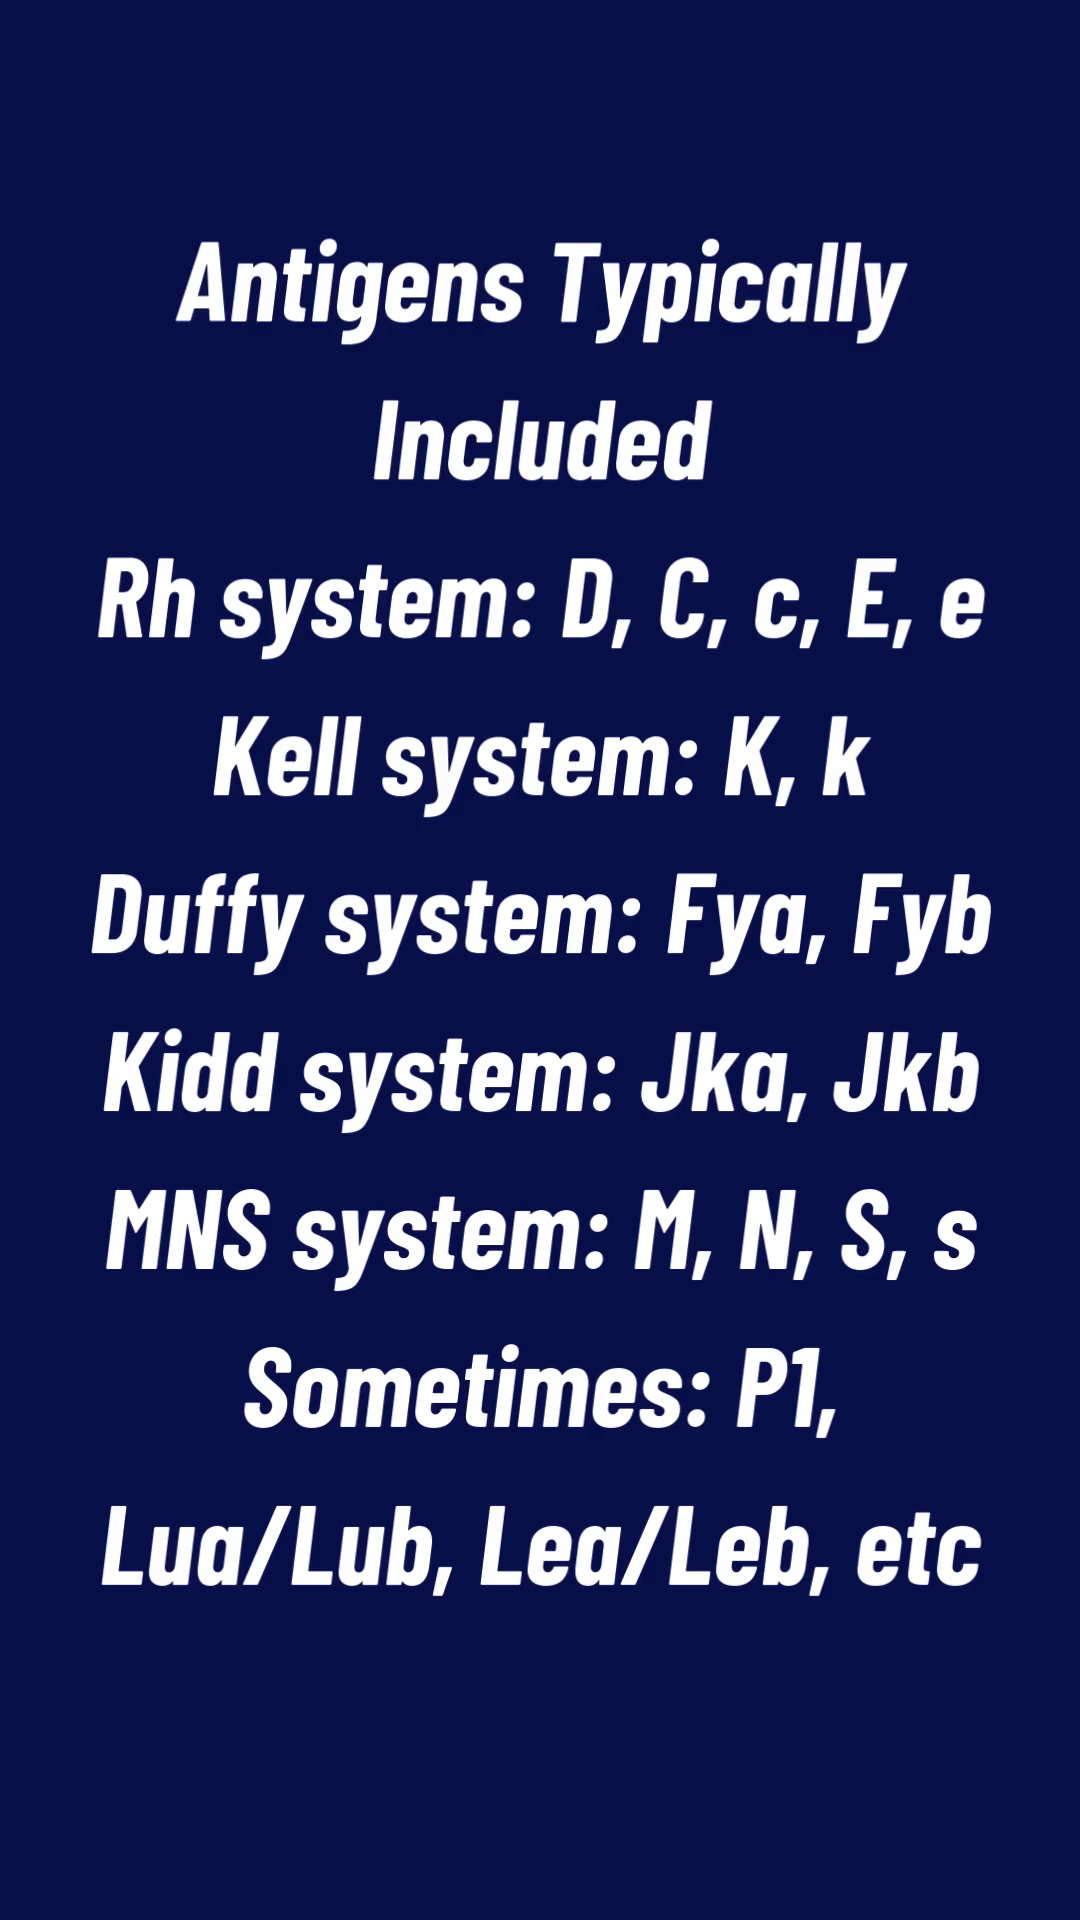 Antigens Typically
Included
Rh system: D, C, c, E, e
Kell system: K, k
Duffy system: Fya, Fyb
Kidd system: Jka, Jkb
MNS system: M, N, S, s
Sometimes: P1,
Lua/Lub, Lea/Leb, etc